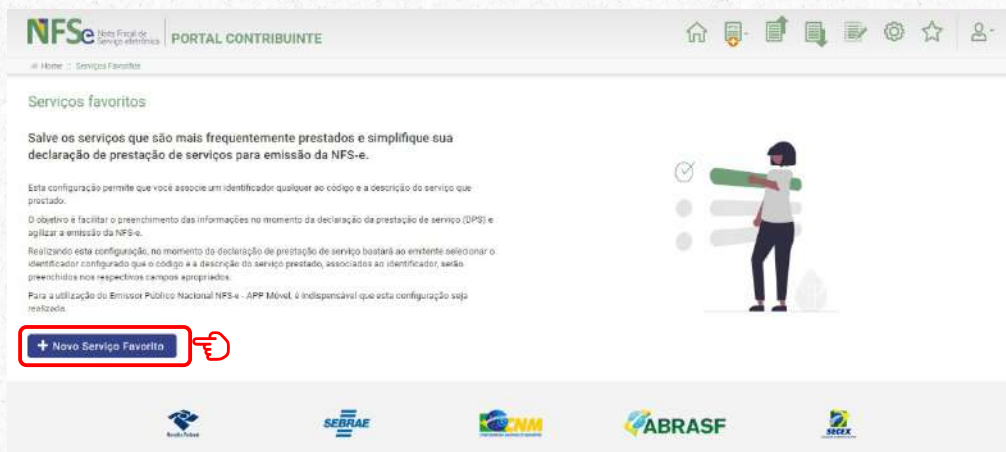 NFSe Nota Fiscal de Serviço eletrônica PORTAL CONTRIBUINTE
Home :: Serviços Favoritos
Serviços favoritos
Salve os serviços que são mais frequentemente prestados e simplifique sua
declaração de prestação de serviços para emissão da NFS-e.
Esta configuração permite que você associe um identificador qualquer ao código e a descrição do serviço que
prestado.
O objetivo é facilitar o preenchimento das informações no momento da declaração da prestação de serviço (DPS) e
agilizar a emissão da NFS-e.
Realizando esta configuração, no momento da declaração de prestação de serviço bastará ao emitente selecionar o
identificador configurado que o código e a descrição do serviço prestado, associados ao identificador, serão
preenchidos nos respectivos campos apropriados.
Para a utilização do Emissor Público Nacional NFS-e - APP Móvel, é indispensável que esta configuração seja
realizada.
+ Novo Serviço Favorito
Receita Federal
SEBRAE
CNM
ABRASF
SECEX